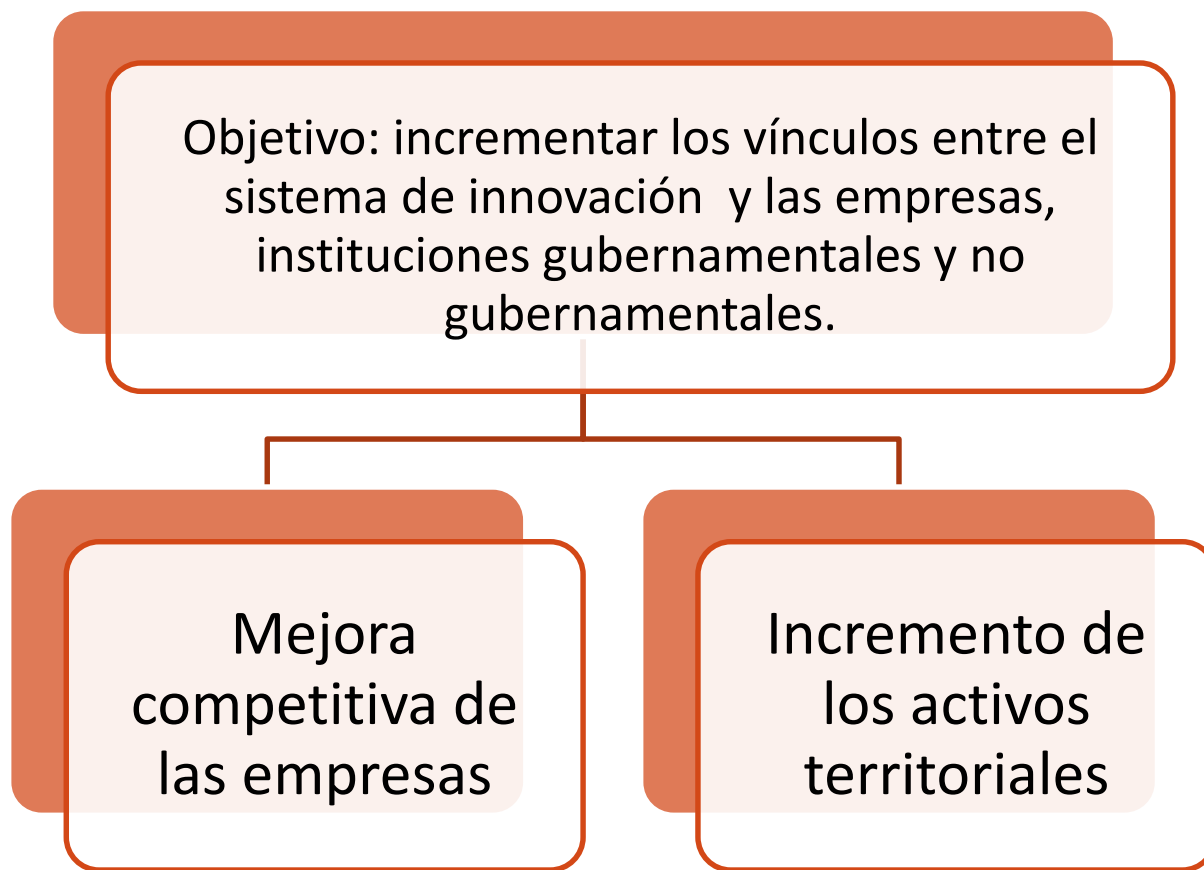 Objetivo: incrementar los vínculos entre el
sistema de innovación  y las empresas,
instituciones gubernamentales y no
gubernamentales.
Mejora
competitiva de
las empresas
Incremento de
los activos
territoriales